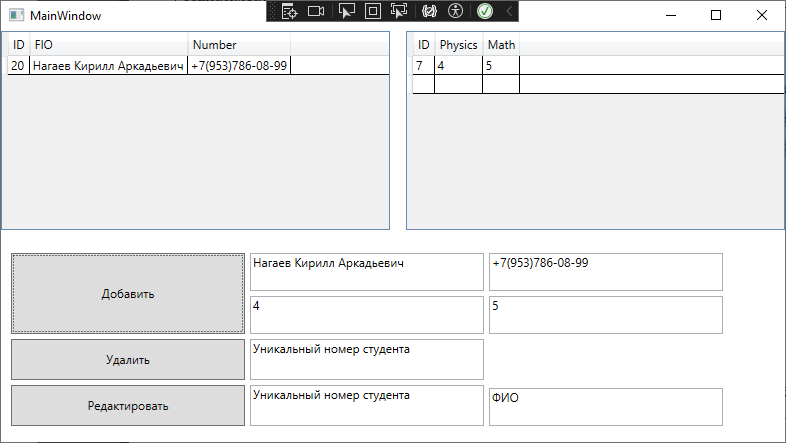 MainWindow
ID FIO Number
20 Нагаев Кирилл Аркадьевич +7(953)786-08-99
ID Physics Math
7 4 5
Добавить
Нагаев Кирилл Аркадьевич
+7(953)786-08-99
4
5
Удалить
Уникальный номер студента
Редактировать
Уникальный номер студента
ФИО